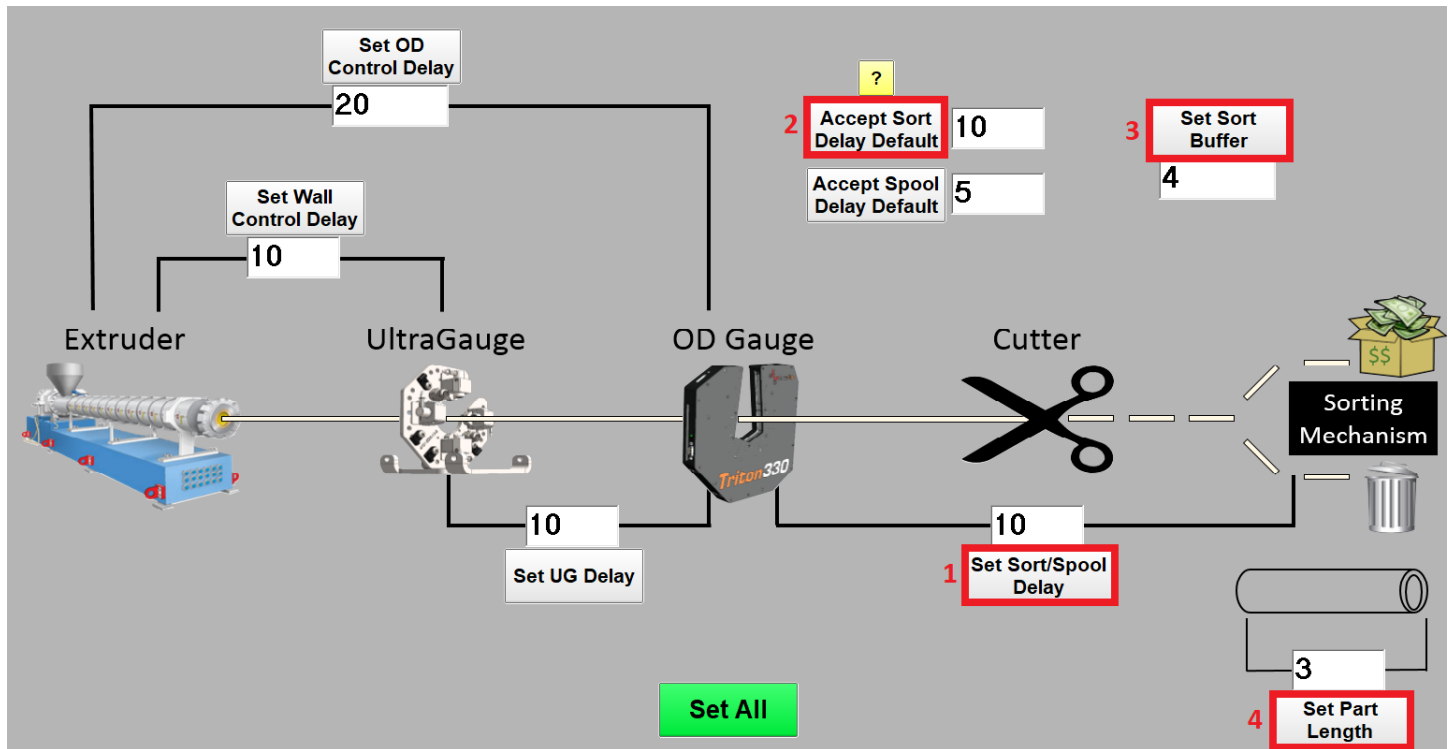 Set OD
Control Delay
20
?
2
Accept Sort
Delay Default
10
3
Set Sort
Buffer
4
Accept Spool
Delay Default
5
Set Wall
Control Delay
10
Extruder
UltraGauge
OD Gauge
Cutter
$$
Sorting
Mechanism
Triton330
10
Set UG Delay
10
1
Set Sort/Spool
Delay
3
4
Set Part
Length
Set All